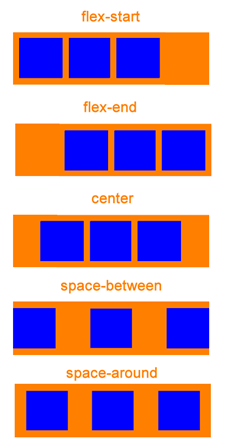 flex-start
flex-end
center
space-between
space-around